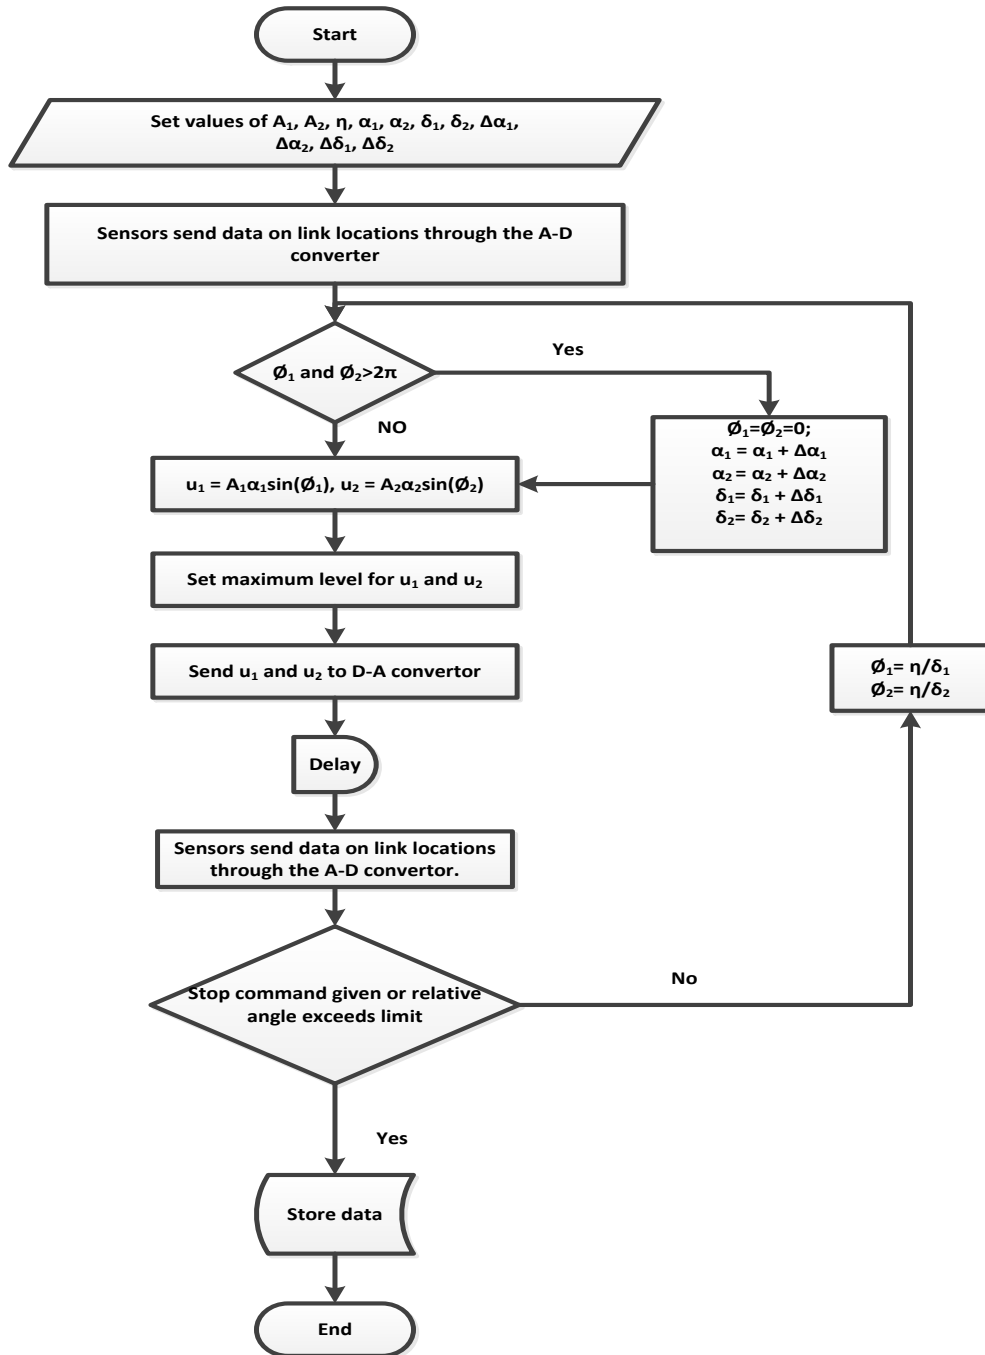 Start
Set values of A₁, A₂, η, α₁, α₂, δ₁, δ₂, Δα₁,
Δα₂, Δδ₁, Δδ₂
Sensors send data on link locations through the A-D
converter
Ø₁ and Ø₂>2π
Yes
NO
Ø₁=Ø₂=0;
α₁ = α₁ + Δα₁
α₂ = α₂ + Δα₂
δ₁= δ₁ + Δδ₁
δ₂= δ₂ + Δδ₂
u₁ = A₁α₁sin(Ø₁), u₂ = A₂α₂sin(Ø₂)
Set maximum level for u₁ and u₂
Send u₁ and u₂ to D-A convertor
Ø₁= η/δ₁
Ø₂= η/δ₂
Delay
Sensors send data on link locations
through the A-D convertor.
Stop command given or relative
angle exceeds limit
No
Yes
Store data
End